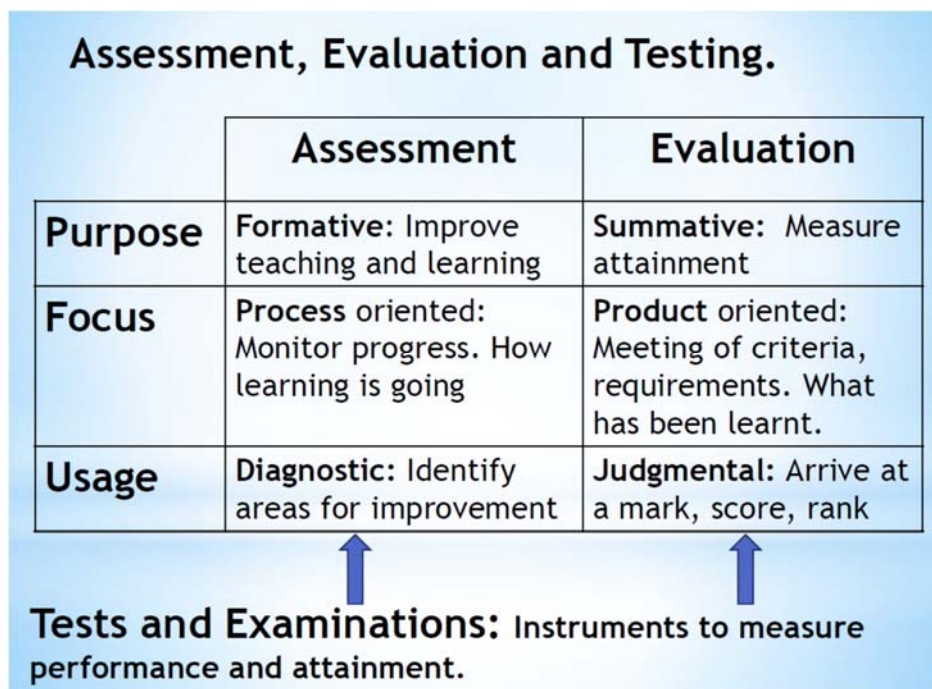 Assessment, Evaluation and Testing.
Assessment
Evaluation
Purpose
Formative: Improve
teaching and learning
Summative: Measure
attainment
Focus
Process oriented:
Monitor progress. How
learning is going
Product oriented:
Meeting of criteria,
requirements. What
has been learnt.
Usage
Diagnostic: Identify
areas for improvement
Judgmental: Arrive at
a mark, score, rank
Tests and Examinations: Instruments to measure
performance and attainment.